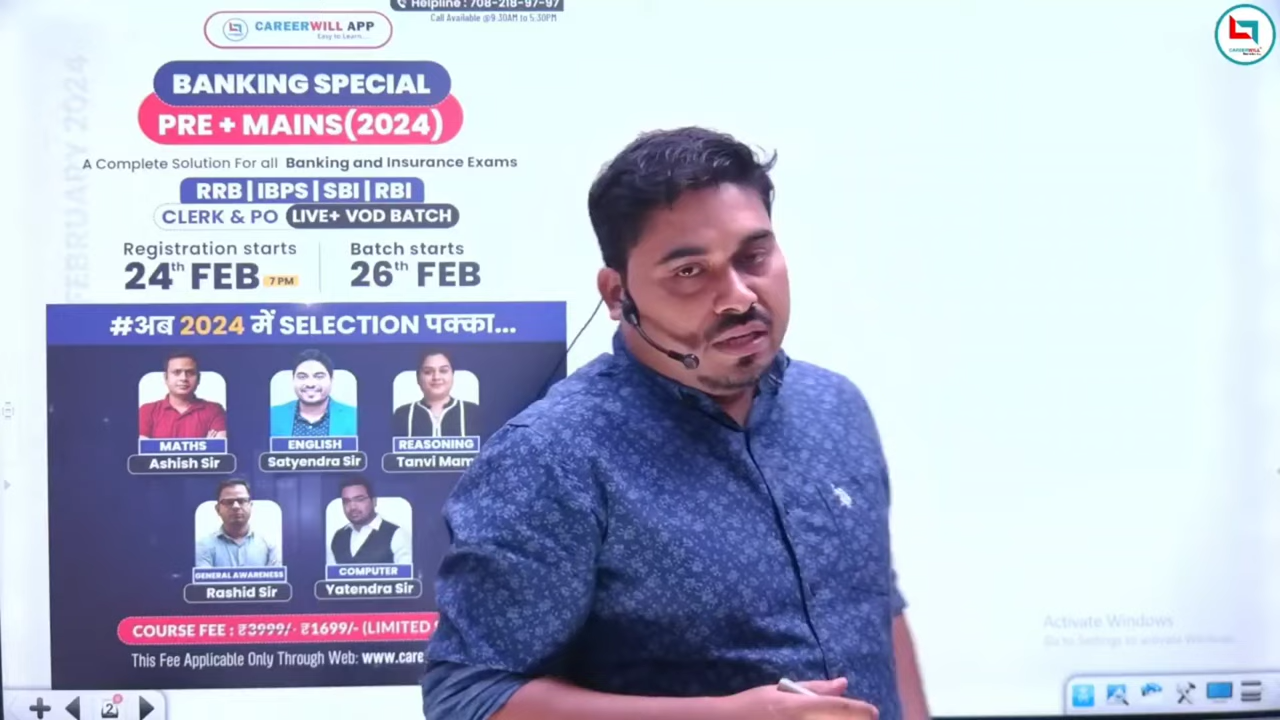 Helpline : 708-218-97-97
Call Available @9.30AM to 5.30PM
CAREERWILL APP
Easy to Learn...
CAREERWILL
FEBRUARY 2024
BANKING SPECIAL
PRE + MAINS(2024)
A Complete Solution For all Banking and Insurance Exams
RRB | IBPS | SBI | RBI
CLERK & PO LIVE+ VOD BATCH
Registration starts
24th FEB 7 PM
Batch starts
26th FEB
#अब 2024 में SELECTION पक्का...
MATHS
Ashish Sir
ENGLISH
Satyendra Sir
REASONING
Tanvi Mam
GENERAL AWARENESS
Rashid Sir
COMPUTER
Yatendra Sir
COURSE FEE : ₹3999/- ₹1699/- (LIMITED
This Fee Applicable Only Through Web: www.care
Activate Windows
Go to Settings to activate Windows.
2